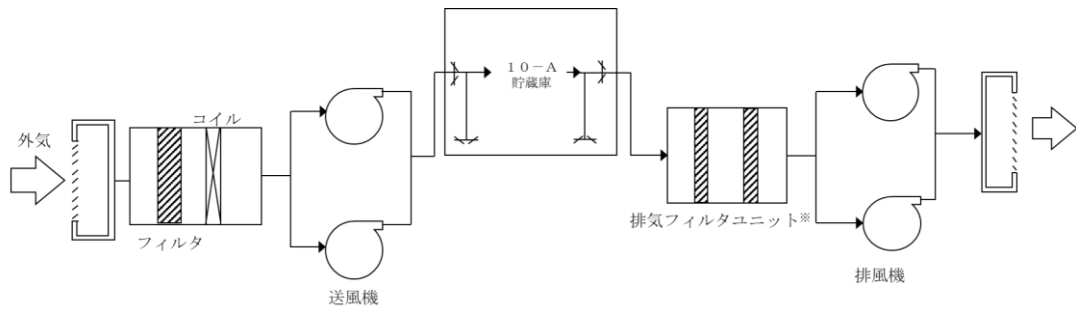 外気
コイル
フィルタ
送風機
１０－Ａ
貯蔵庫
排気フィルタユニット※
排風機